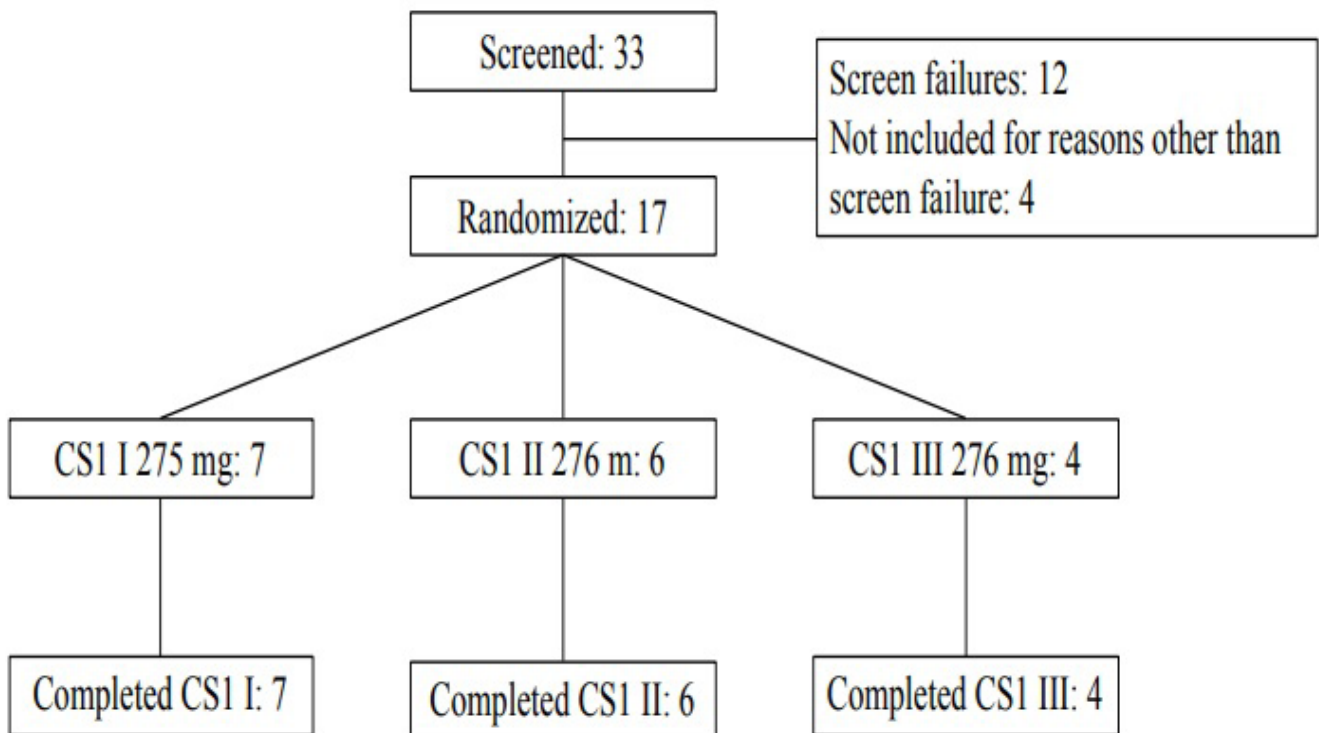 Screened: 33
Screen failures: 12
Not included for reasons other than
screen failure: 4
Randomized: 17
CS1 I 275 mg: 7
CS1 II 276 m: 6
CS1 III 276 mg: 4
Completed CS1 I: 7
Completed CS1 II: 6
Completed CS1 III: 4